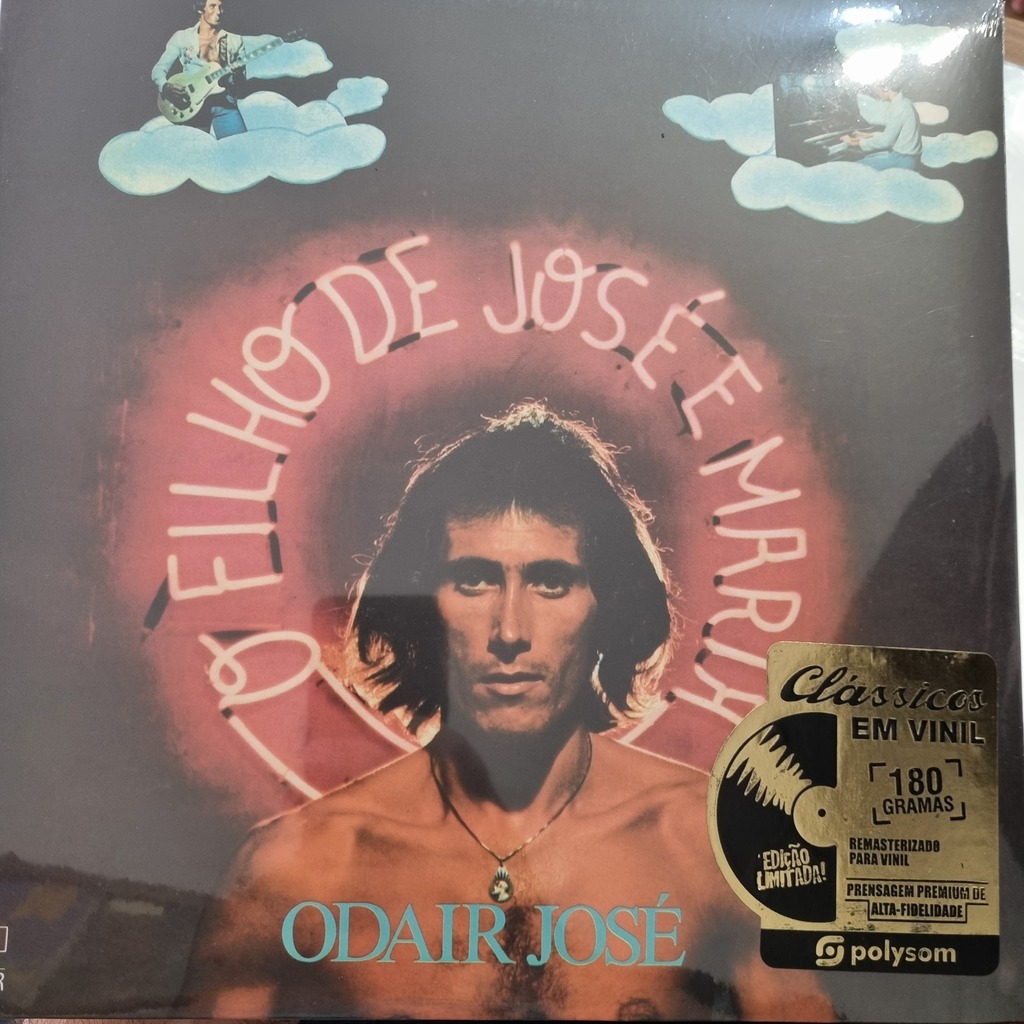 O FILHO DE JOSÉ E MARIA
Clássicos
EM VINIL
180
GRAMAS
REMASTERIZADO
PARA VINIL
EDIÇÃO
LIMITADA!
PRENSAGEM PREMIUM DE
ALTA-FIDELIDADE
polysom
ODAIR JOSÉ